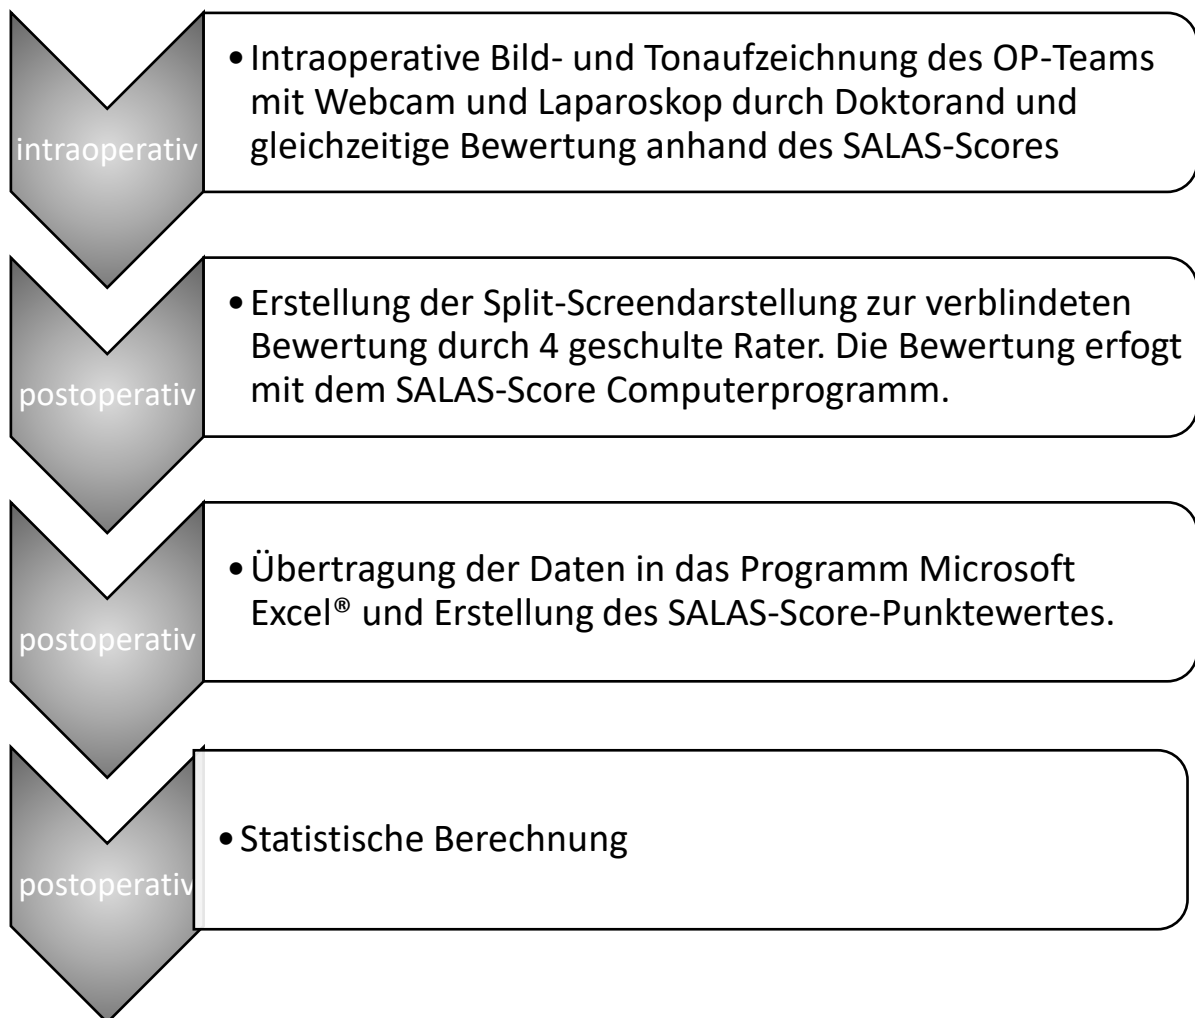 intraoperativ
• Intraoperative Bild- und Tonaufzeichnung des OP-Teams
mit Webcam und Laparoskop durch Doktorand und
gleichzeitige Bewertung anhand des SALAS-Scores
postoperativ
• Erstellung der Split-Screendarstellung zur verblindeten
Bewertung durch 4 geschulte Rater. Die Bewertung erfogt
mit dem SALAS-Score Computerprogramm.
postoperativ
• Übertragung der Daten in das Programm Microsoft
Excel® und Erstellung des SALAS-Score-Punktewertes.
postoperativ
• Statistische Berechnung